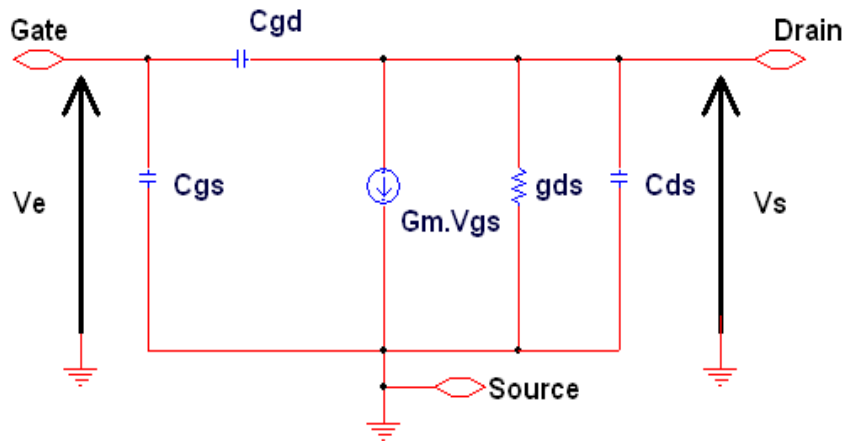 Gate
Cgd
Drain
Ve
Cgs
Gm.Vgs
gds
Cds
Vs
Source